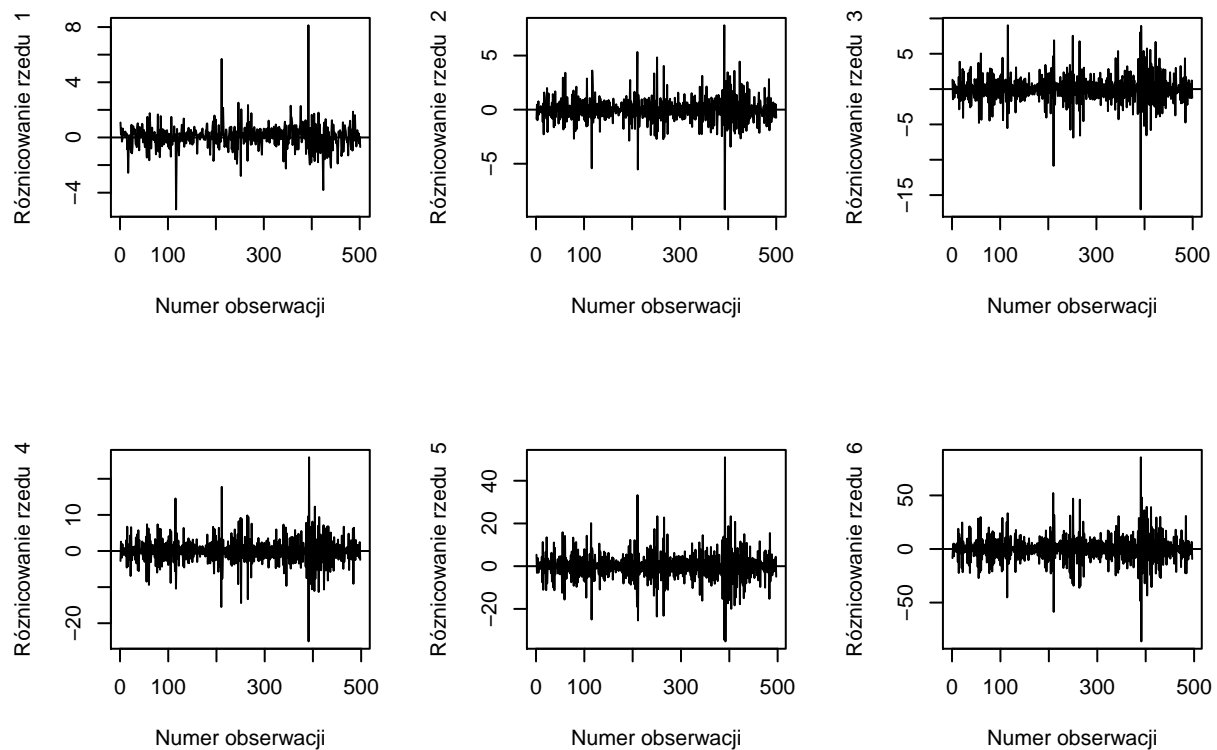 Róznicowanie rzedu 1
8
4
0
−4
0 100 300 500
Numer obserwacji
Róznicowanie rzedu 2
5
0
−5
0 100 300 500
Numer obserwacji
Róznicowanie rzedu 3
5
−5
−15
0 100 300 500
Numer obserwacji
Róznicowanie rzedu 4
10
0
−20
0 100 300 500
Numer obserwacji
Róznicowanie rzedu 5
40
20
0
−20
0 100 300 500
Numer obserwacji
Róznicowanie rzedu 6
50
0
−50
0 100 300 500
Numer obserwacji